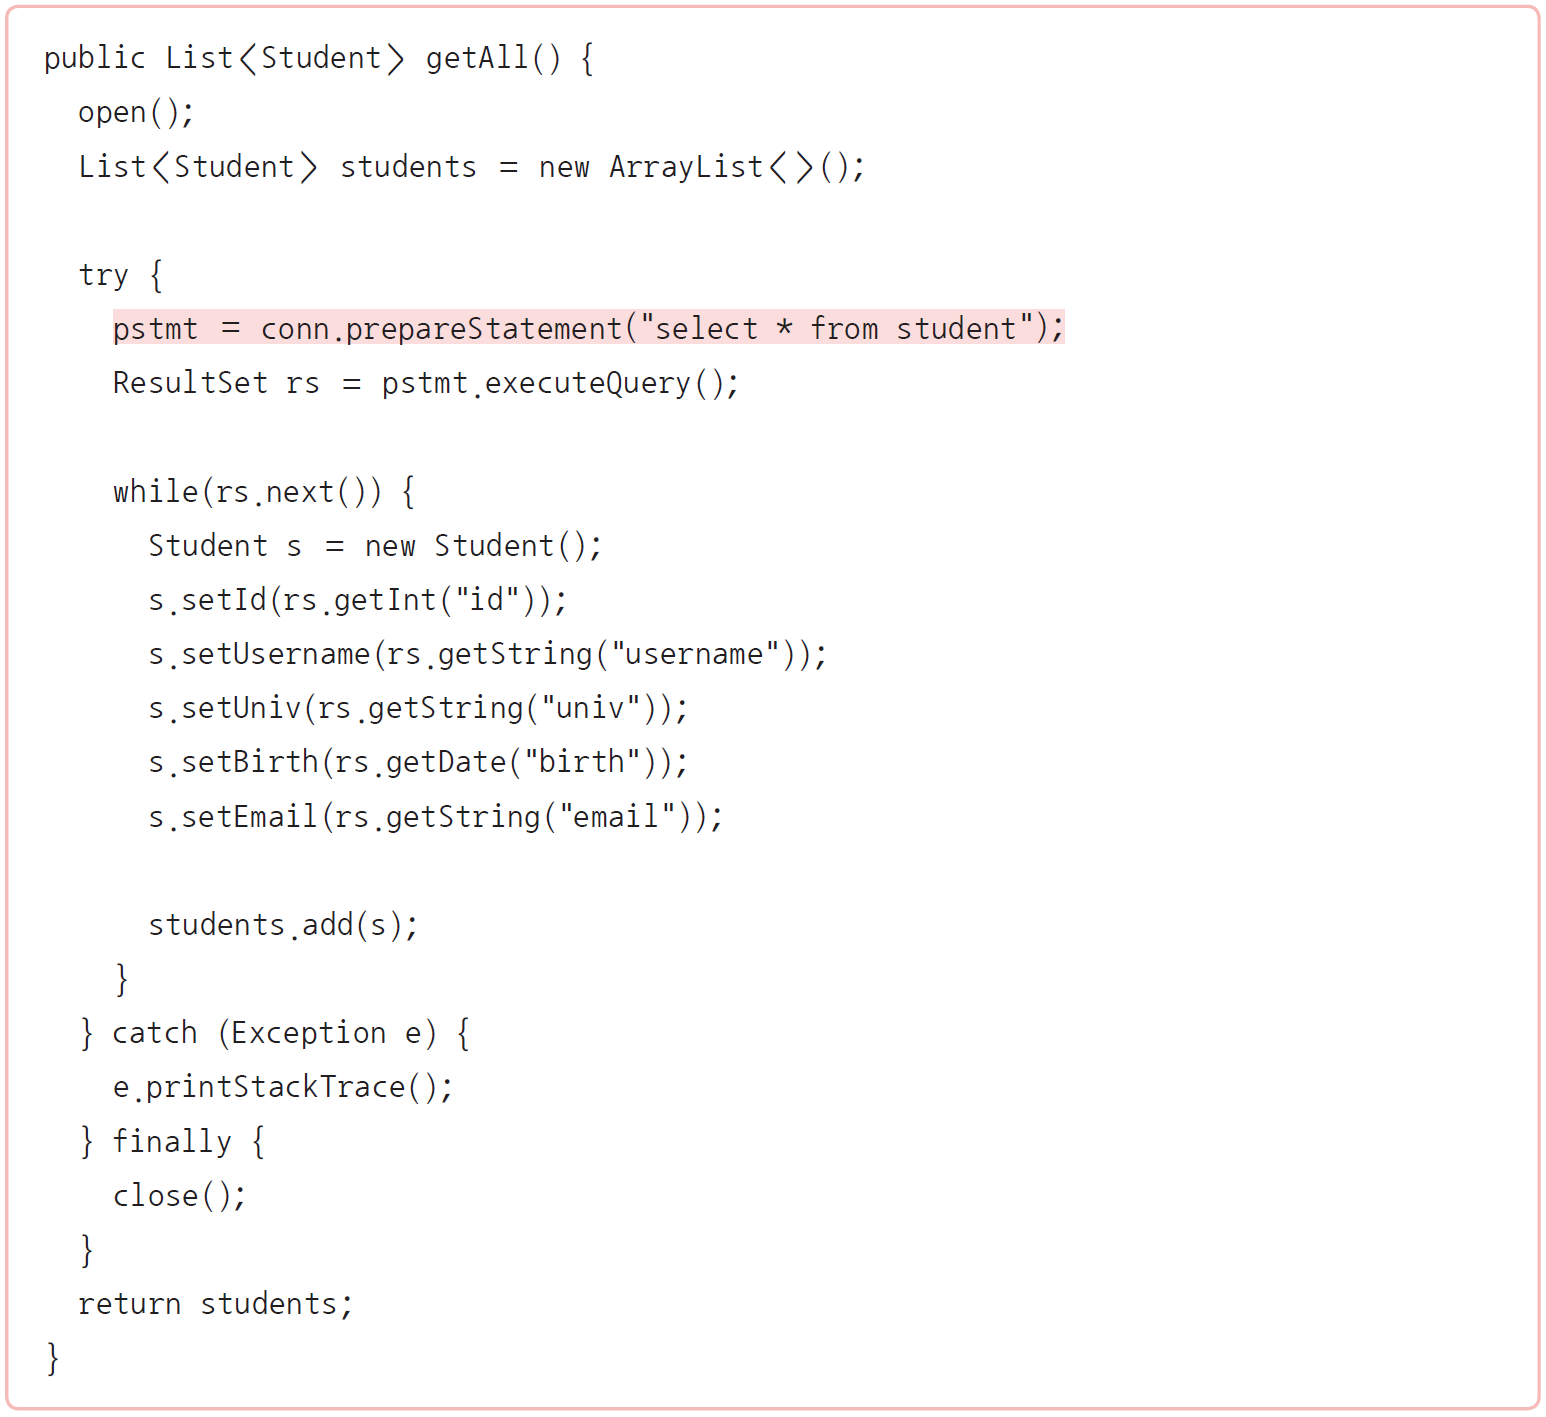 public List<Student> getAll() {
  open();
  List<Student> students = new ArrayList<>();

  try {
    pstmt = conn.prepareStatement("select * from student");
    ResultSet rs = pstmt.executeQuery();

    while(rs.next()) {
      Student s = new Student();
      s.setId(rs.getInt("id"));
      s.setUsername(rs.getString("username"));
      s.setUniv(rs.getString("univ"));
      s.setBirth(rs.getDate("birth"));
      s.setEmail(rs.getString("email"));

      students.add(s);
    }
  } catch (Exception e) {
    e.printStackTrace();
  } finally {
    close();
  }
  return students;
}